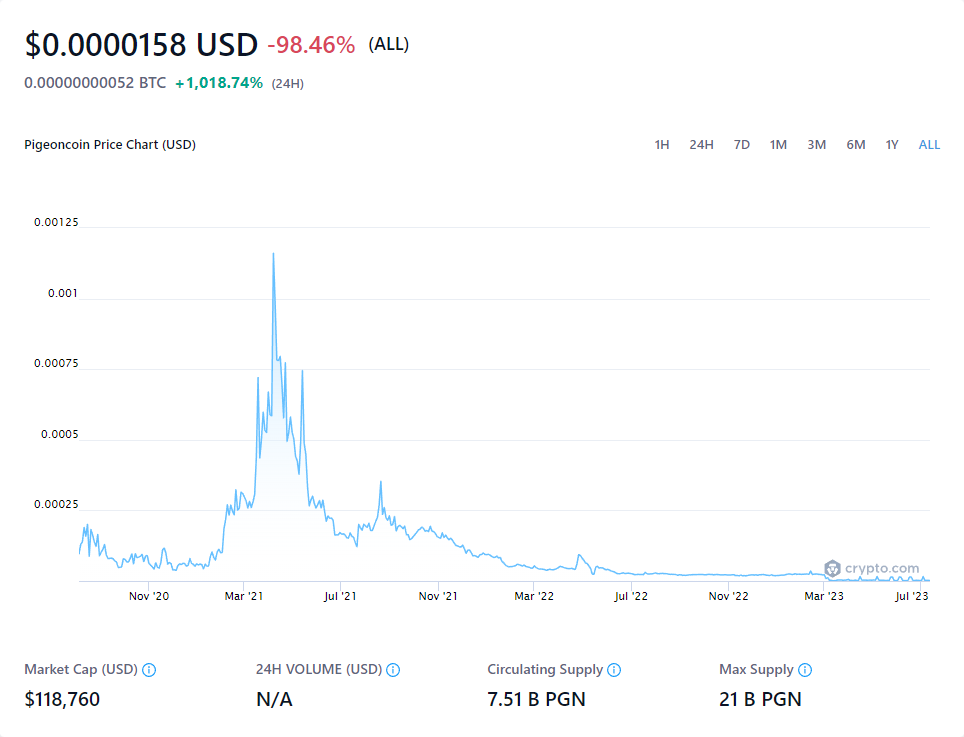 $0.0000158 USD -98.46% (ALL)
0.00000000052 BTC +1,018.74% (24H)
Pigeoncoin Price Chart (USD) 1H 24H 7D 1M 3M 6M 1Y ALL
0.00125
0.001
0.00075
0.0005
0.00025
crypto.com
Nov '20 Mar '21 Jul '21 Nov '21 Mar '22 Jul '22 Nov '22 Mar '23 Jul '23
Market Cap (USD) 24H VOLUME (USD) Circulating Supply Max Supply
$118,760 N/A 7.51 B PGN 21 B PGN